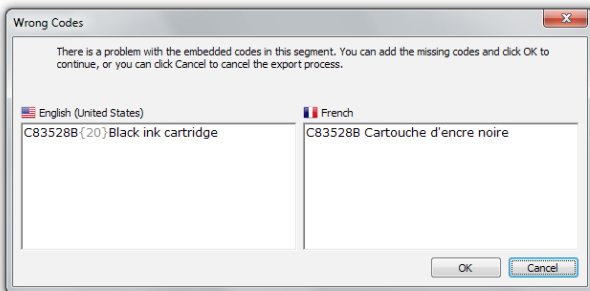 Wrong Codes
There is a problem with the embedded codes in this segment. You can add the missing codes and click OK to
continue, or you can click Cancel to cancel the export process.
English (United States)
French
C83528B{20}Black ink cartridge
C83528B Cartouche d'encre noire
OK
Cancel